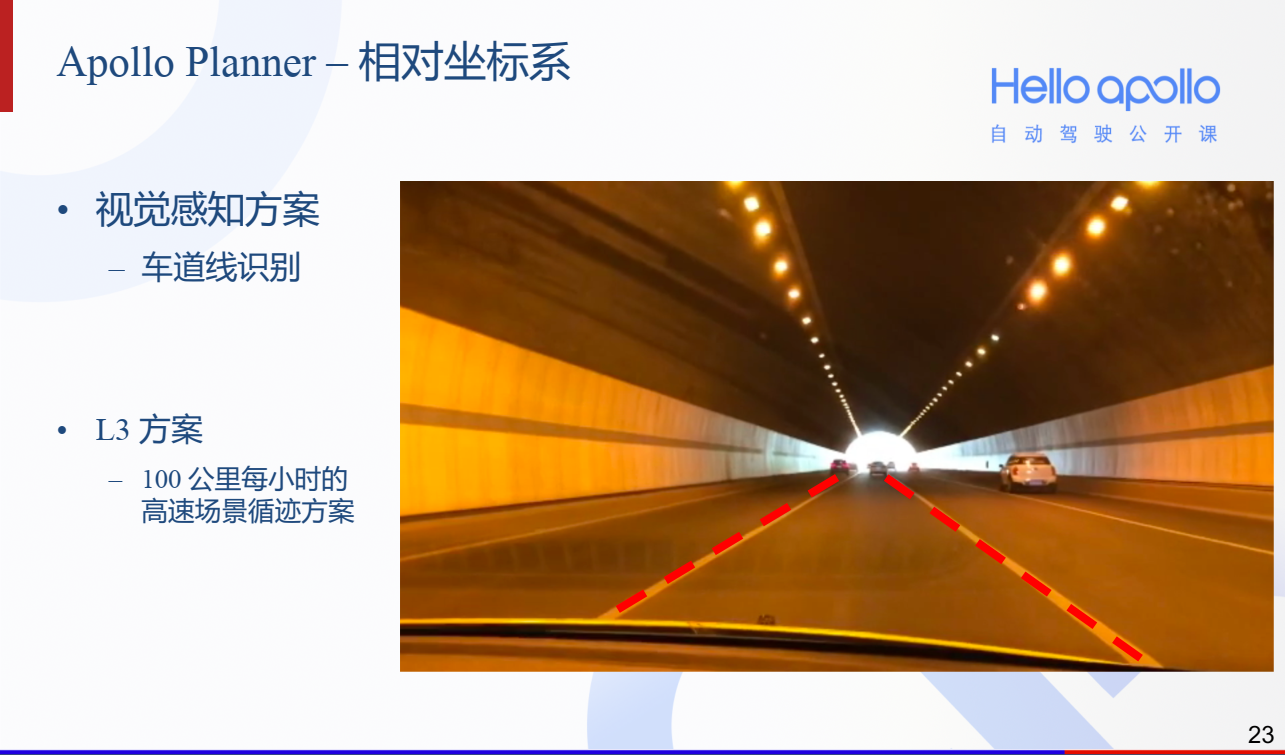 Apollo Planner – 相对坐标系
Hello apollo
自动驾驶公开课
• 视觉感知方案
– 车道线识别
• L3 方案
– 100 公里每小时的
高速场景循迹方案
23